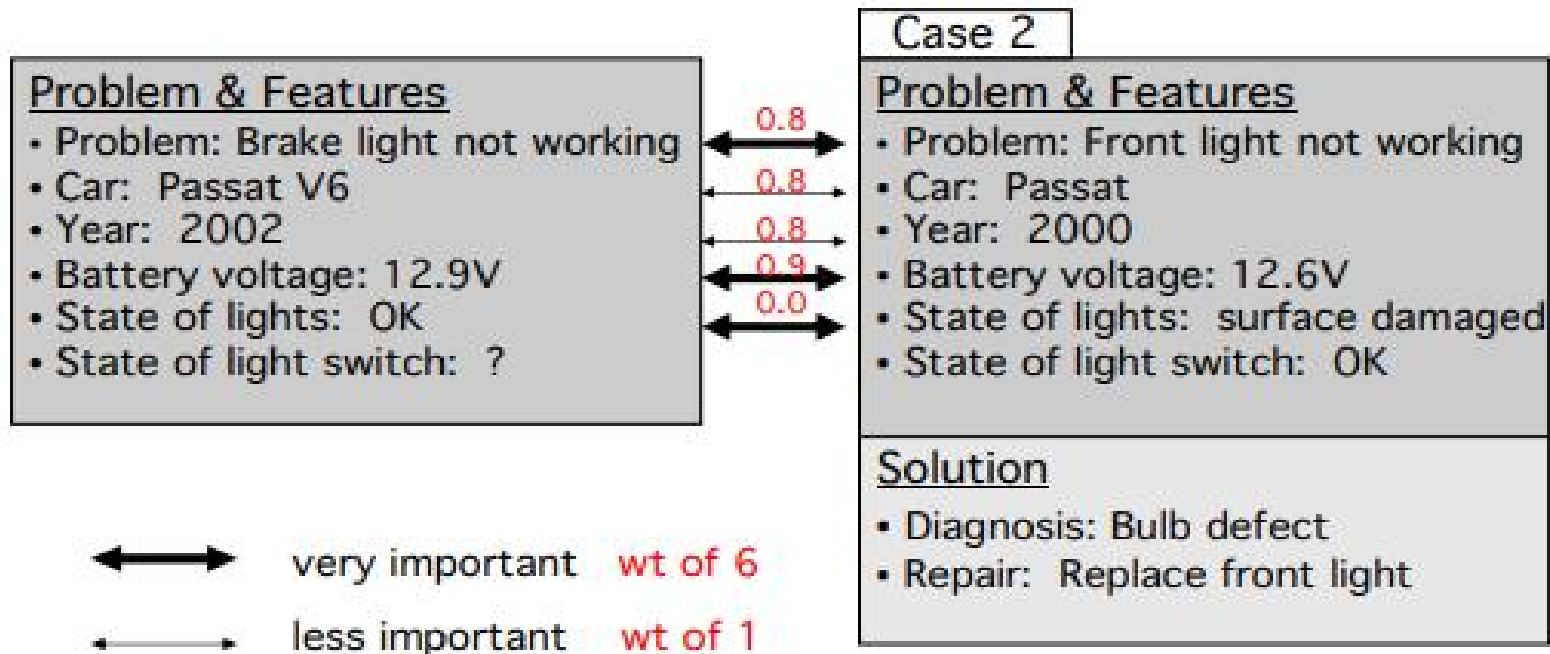 Case 2
Problem & Features
• Problem: Brake light not working
• Car: Passat V6
• Year: 2002
• Battery voltage: 12.9V
• State of lights: OK
• State of light switch: ?
0.8
0.8
0.8
0.9
0.0
Problem & Features
• Problem: Front light not working
• Car: Passat
• Year: 2000
• Battery voltage: 12.6V
• State of lights: surface damaged
• State of light switch: OK
Solution
• Diagnosis: Bulb defect
• Repair: Replace front light
very important wt of 6
less important wt of 1